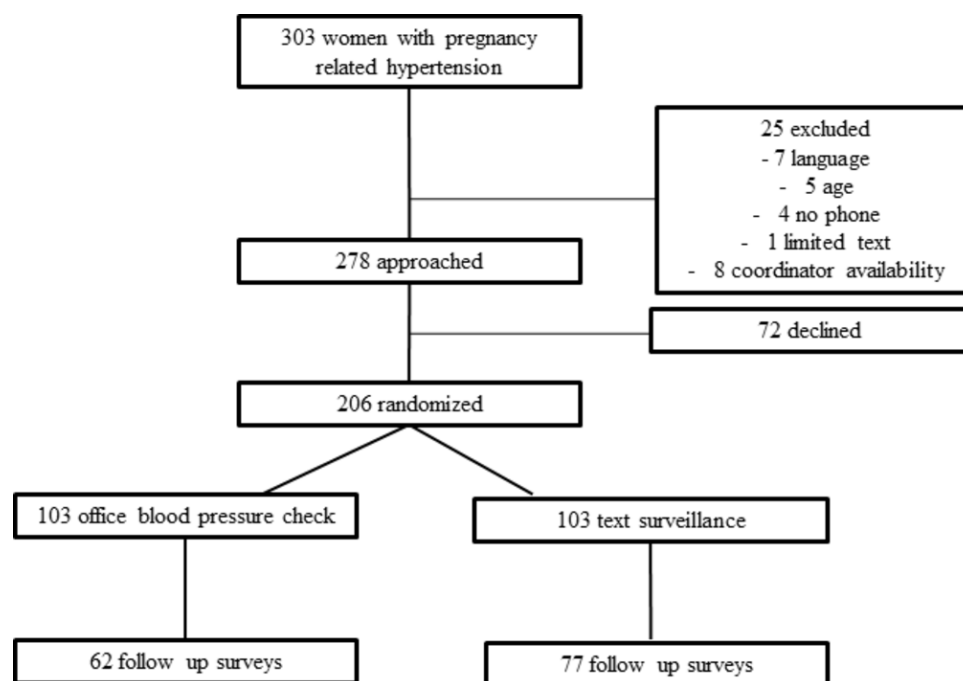 303 women with pregnancy
related hypertension
25 excluded
- 7 language
- 5 age
- 4 no phone
- 1 limited text
- 8 coordinator availability
278 approached
72 declined
206 randomized
103 office blood pressure check
103 text surveillance
62 follow up surveys
77 follow up surveys